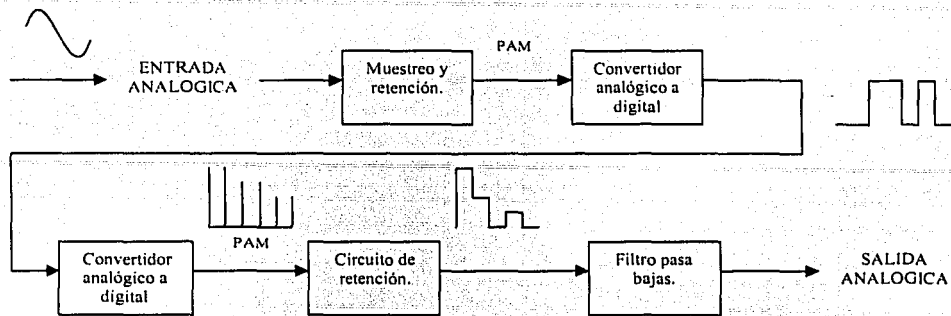 PAM
ENTRADA
ANALOGICA
Muestreo y
retención.
Convertidor
analógico a
digital
PAM
Convertidor
analógico a
digital
Circuito de
retención.
Filtro pasa
bajas.
SALIDA
ANALOGICA